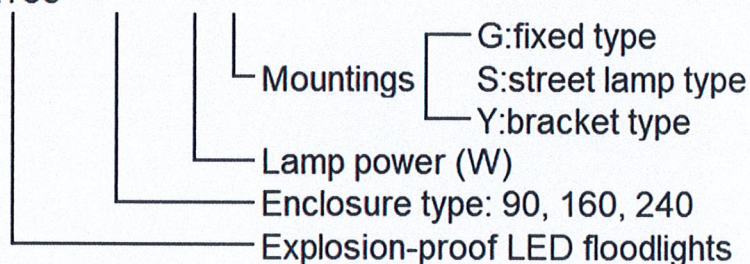 G:fixed type
Mountings S:street lamp type
Y:bracket type
Lamp power (W)
Enclosure type: 90, 160, 240
Explosion-proof LED floodlights